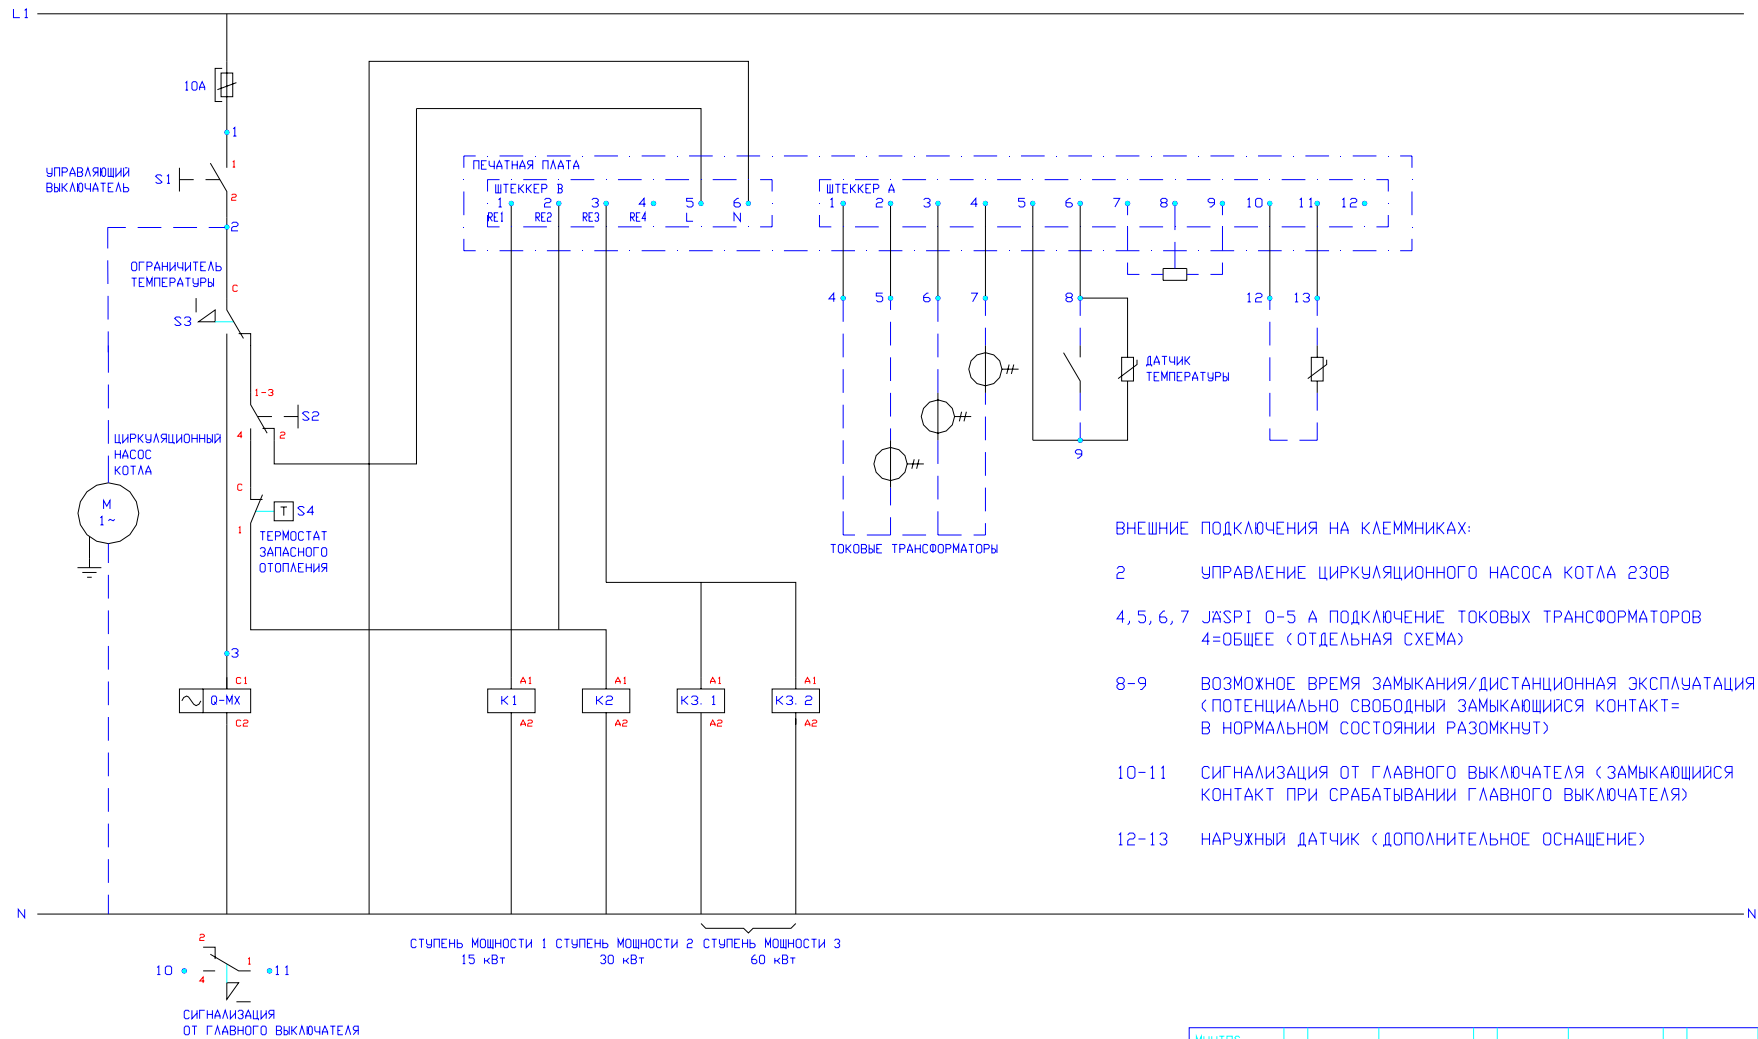 L1
10A
1
УПРАВЛЯЮЩИЙ
ВЫКЛЮЧАТЕЛЬ
S1
1
2
2
ОГРАНИЧИТЕЛЬ
ТЕМПЕРАТУРЫ
C
S3
1-3
S2
4
2
ЦИРКУЛЯЦИОННЫЙ
НАСОС
КОТЛА
M
1~
C
T
S4
1
ТЕРМОСТАТ
ЗАПАСНОГО
ОТОПЛЕНИЯ
3
ПЕЧАТНАЯ ПЛАТА
ШТЕККЕР B
1 2 3 4 5 6
RE1 RE2 RE3 RE4 L N
ШТЕККЕР A
1 2 3 4 5 6 7 8 9 10 11 12
4 5 6 7 8 12 13
ДАТЧИК
ТЕМПЕРАТУРЫ
9
ТОКОВЫЕ ТРАНСФОРМАТОРЫ
C1 A1 A1 A1 A1
Q-MX K1 K2 K3.1 K3.2
C2 A2 A2 A2 A2
ВНЕШНИЕ ПОДКЛЮЧЕНИЯ НА КЛЕММНИКАХ:
2 УПРАВЛЕНИЕ ЦИРКУЛЯЦИОННОГО НАСОСА КОТЛА 230В
4,5,6,7 JÄSPI 0-5 A ПОДКЛЮЧЕНИЕ ТОКОВЫХ ТРАНСФОРМАТОРОВ
4=ОБЩЕЕ (ОТДЕЛЬНАЯ СХЕМА)
8-9 ВОЗМОЖНОЕ ВРЕМЯ ЗАМЫКАНИЯ/ДИСТАНЦИОННАЯ ЭКСПЛУАТАЦИЯ
(ПОТЕНЦИАЛЬНО СВОБОДНЫЙ ЗАМЫКАЮЩИЙСЯ КОНТАКТ=
В НОРМАЛЬНОМ СОСТОЯНИИ РАЗОМКНУТ)
10-11 СИГНАЛИЗАЦИЯ ОТ ГЛАВНОГО ВЫКЛЮЧАТЕЛЯ (ЗАМЫКАЮЩИЙСЯ
КОНТАКТ ПРИ СРАБАТЫВАНИИ ГЛАВНОГО ВЫКЛЮЧАТЕЛЯ)
12-13 НАРУЖНЫЙ ДАТЧИК (ДОПОЛНИТЕЛЬНОЕ ОСНАЩЕНИЕ)
N N
СТУПЕНЬ МОЩНОСТИ 1 СТУПЕНЬ МОЩНОСТИ 2 СТУПЕНЬ МОЩНОСТИ 3
15 кВт 30 кВт 60 кВт
2
10 4 1 11
СИГНАЛИЗАЦИЯ
ОТ ГЛАВНОГО ВЫКЛЮЧАТЕЛЯ